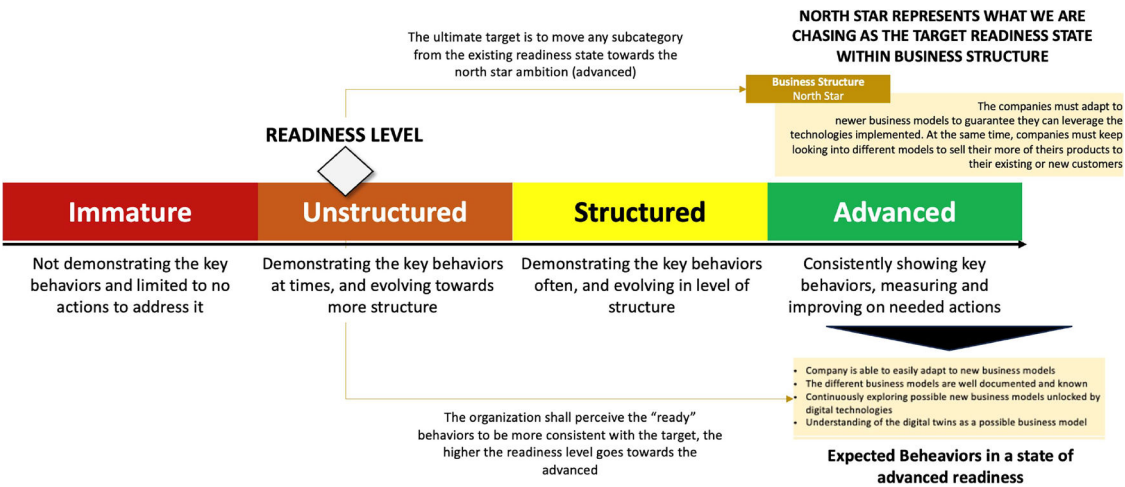 NORTH STAR REPRESENTS WHAT WE ARE
CHASING AS THE TARGET READINESS STATE
WITHIN BUSINESS STRUCTURE
The ultimate target is to move any subcategory
from the existing readiness state towards the
north star ambition (advanced)
Business Structure
North Star
The companies must adapt to
newer business models to guarantee they can leverage the
technologies implemented. At the same time, companies must keep
looking into different models to sell their more of theirs products to
their existing or new customers
READINESS LEVEL
Immature
Unstructured
Structured
Advanced
Not demonstrating the key
behaviors and limited to no
actions to address it
Demonstrating the key behaviors
at times, and evolving towards
more structure
Demonstrating the key behaviors
often, and evolving in level of
structure
Consistently showing key
behaviors, measuring and
improving on needed actions
• Company is able to easily adapt to new business models
• The different business models are well documented and known
• Continuously exploring possible new business models unlocked by
digital technologies
• Understanding of the digital twins as a possible business model
The organization shall perceive the “ready”
behaviors to be more consistent with the target, the
higher the readiness level goes towards the
advanced
Expected Beheaviors in a state of
advanced readiness